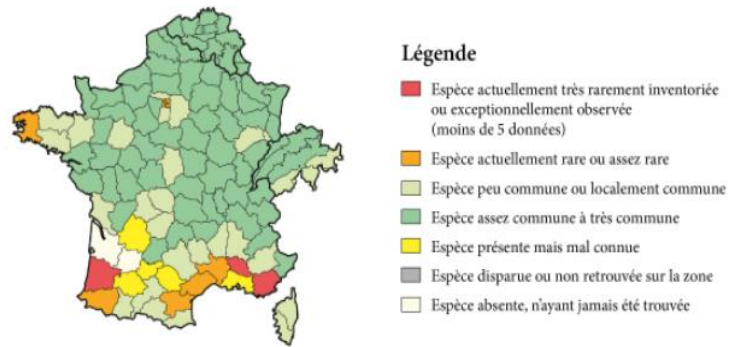 Légende
Espèce actuellement très rarement inventoriée
ou exceptionnellement observée
(moins de 5 données)
Espèce actuellement rare ou assez rare
Espèce peu commune ou localement commune
Espèce assez commune à très commune
Espèce présente mais mal connue
Espèce disparue ou non retrouvée sur la zone
Espèce absente, n'ayant jamais été trouvée